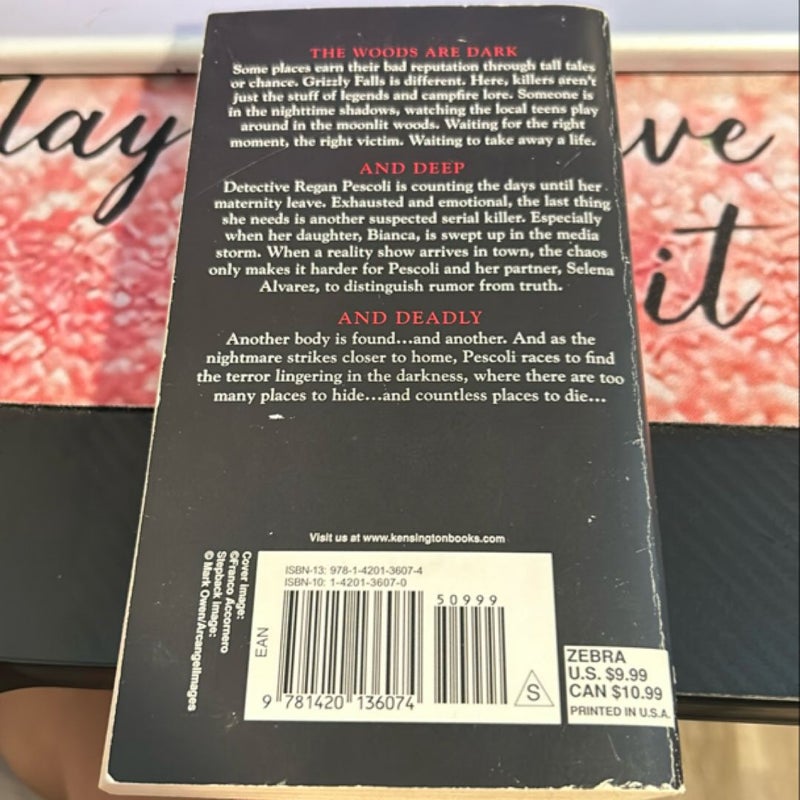 THE WOODS ARE DARK
Some places earn their bad reputation through tall tales
or chance. Grizzly Falls is different. Here, killers aren't
just the stuff of legends and campfire lore. Someone is
in the nighttime shadows, watching the local teens play
around in the moonlit woods. Waiting for the right
moment, the right victim. Waiting to take away a life.
AND DEEP
Detective Regan Pescoli is counting the days until her
maternity leave. Exhausted and emotional, the last thing
she needs is another suspected serial killer. Especially
when her daughter, Bianca, is swept up in the media
storm. When a reality show arrives in town, the chaos
only makes it harder for Pescoli and her partner, Selena
Alvarez, to distinguish rumor from truth.
AND DEADLY
Another body is found...and another. And as the
nightmare strikes closer to home, Pescoli races to find
the terror lingering in the darkness, where there are too
many places to hide...and countless places to die...
Visit us at www.kensingtonbooks.com
Cover image:
©Franco Accornero
Stepback image:
© Mark Owen/Arcangelimages
ISBN-13: 978-1-4201-3607-4
ISBN-10: 1-4201-3607-0
50999
EAN
9 781420 136074
S
ZEBRA
U.S. $9.99
CAN $10.99
PRINTED IN U.S.A.
lay
ve
it